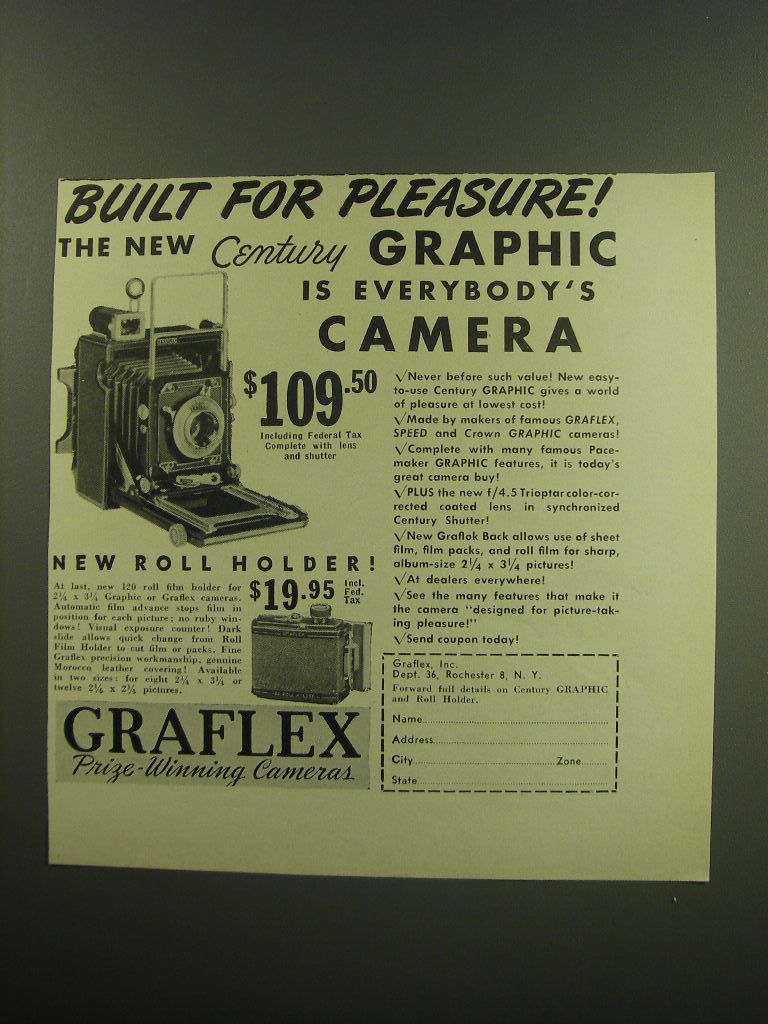 BUILT FOR PLEASURE!
THE NEW Century GRAPHIC
IS EVERYBODY'S
CAMERA
$109.50
Including Federal Tax
Complete with lens
and shutter
√Never before such value! New easy-
to-use Century GRAPHIC gives a world
of pleasure at lowest cost!
√Made by makers of famous GRAFLEX,
SPEED and Crown GRAPHIC cameras!
√Complete with many famous Pace-
maker GRAPHIC features, it is today's
great camera buy!
√PLUS the new f/4.5 Trioptar color-cor-
rected coated lens in synchronized
Century Shutter!
√New Graflok Back allows use of sheet
film, film packs, and roll film for sharp,
album-size 2¼ x 3¼ pictures!
√At dealers everywhere!
√See the many features that make it
the camera "designed for picture-tak-
ing pleasure!"
√Send coupon today!
NEW ROLL HOLDER!
At last, new 120 roll film holder for
2¼ x 3¼ Graphic or Graflex cameras.
Automatic film advance stops film in
position for each picture; no ruby win-
dows! Visual exposure counter! Dark
slide allows quick change from Roll
Film Holder to cut film or packs. Fine
Graflex precision workmanship, genuine
Morocco leather covering! Available
in two sizes: for eight 2¼ x 3¼ or
twelve 2¼ x 2¼ pictures.
$19.95 Incl.
Fed.
Tax
GRAFLEX
Prize-Winning Cameras
Graflex, Inc.
Dept. 36, Rochester 8, N. Y.
Forward full details on Century GRAPHIC
and Roll Holder.
Name
Address
City Zone
State